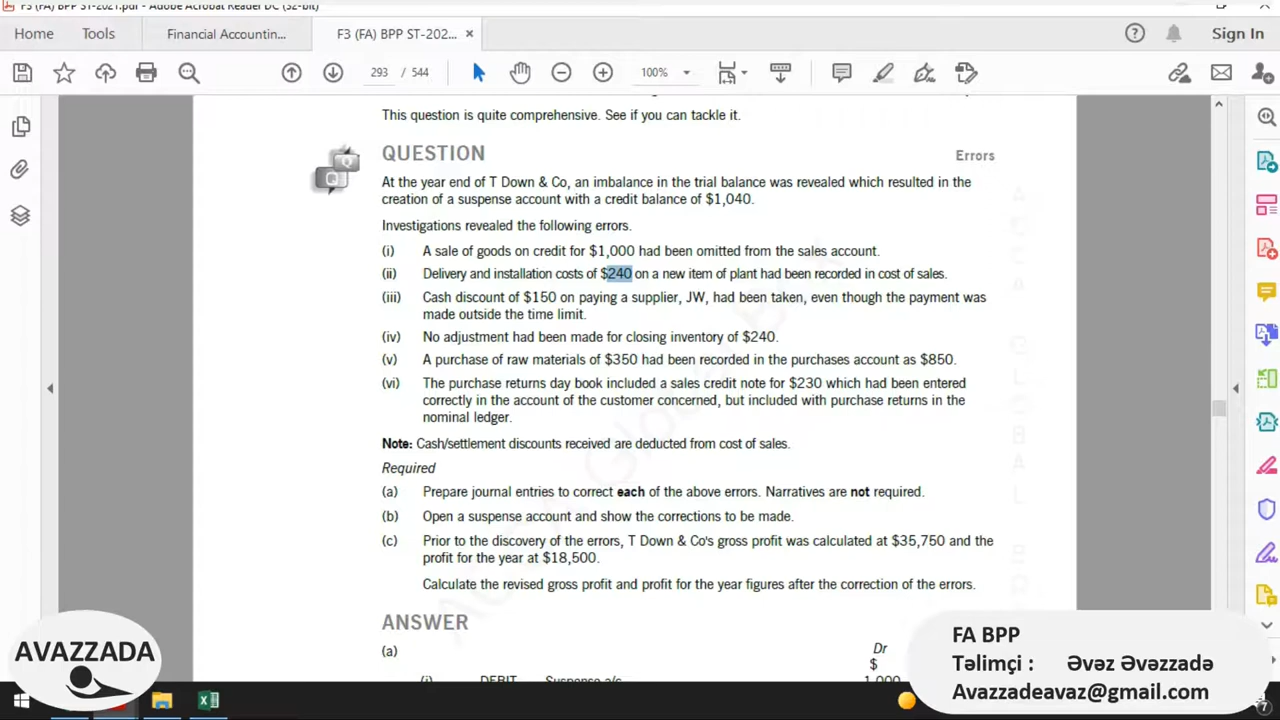 F3 (FA) BPP ST-2021.pdf - Adobe Acrobat Reader DC (32-bit)
Home Tools Financial Accountin... F3 (FA) BPP ST-202... × Sign In
293 / 544 100%
This question is quite comprehensive. See if you can tackle it.
QUESTION Errors
At the year end of T Down & Co, an imbalance in the trial balance was revealed which resulted in the
creation of a suspense account with a credit balance of $1,040.
Investigations revealed the following errors.
(i) A sale of goods on credit for $1,000 had been omitted from the sales account.
(ii) Delivery and installation costs of $240 on a new item of plant had been recorded in cost of sales.
(iii) Cash discount of $150 on paying a supplier, JW, had been taken, even though the payment was
made outside the time limit.
(iv) No adjustment had been made for closing inventory of $240.
(v) A purchase of raw materials of $350 had been recorded in the purchases account as $850.
(vi) The purchase returns day book included a sales credit note for $230 which had been entered
correctly in the account of the customer concerned, but included with purchase returns in the
nominal ledger.
Note: Cash/settlement discounts received are deducted from cost of sales.
Required
(a) Prepare journal entries to correct each of the above errors. Narratives are not required.
(b) Open a suspense account and show the corrections to be made.
(c) Prior to the discovery of the errors, T Down & Co's gross profit was calculated at $35,750 and the
profit for the year at $18,500.
Calculate the revised gross profit and profit for the year figures after the correction of the errors.
ANSWER
(a) Dr
$
(i) DEBIT Suspense a/c 1,000
AVAZZADA
FA BPP
Təlimçi : Əvəz Əvəzzadə
Avazzadeavaz@gmail.com